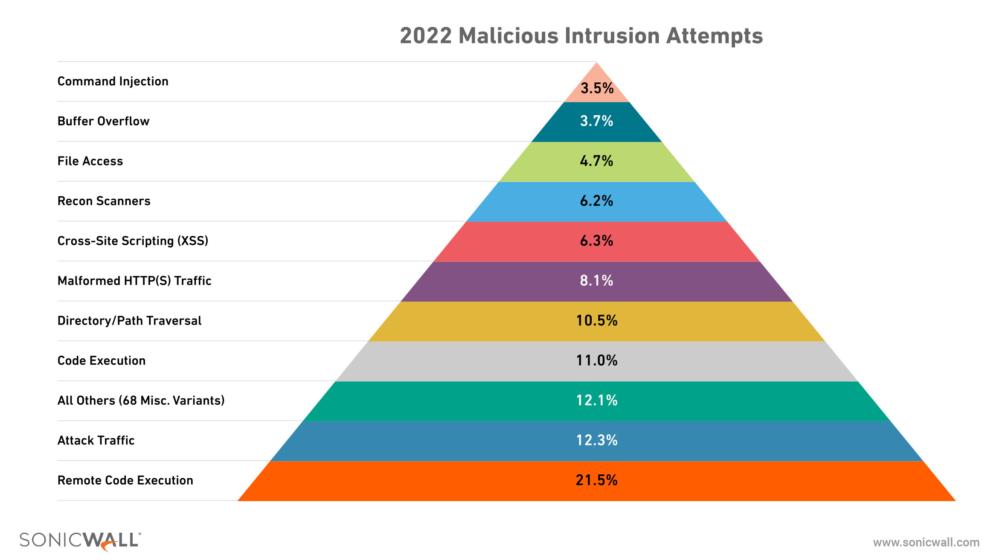 2022 Malicious Intrusion Attempts
Command Injection
3.5%
Buffer Overflow
3.7%
File Access
4.7%
Recon Scanners
6.2%
Cross-Site Scripting (XSS)
6.3%
Malformed HTTP(S) Traffic
8.1%
Directory/Path Traversal
10.5%
Code Execution
11.0%
All Others (68 Misc. Variants)
12.1%
Attack Traffic
12.3%
Remote Code Execution
21.5%
SONICWALL®
www.sonicwall.com